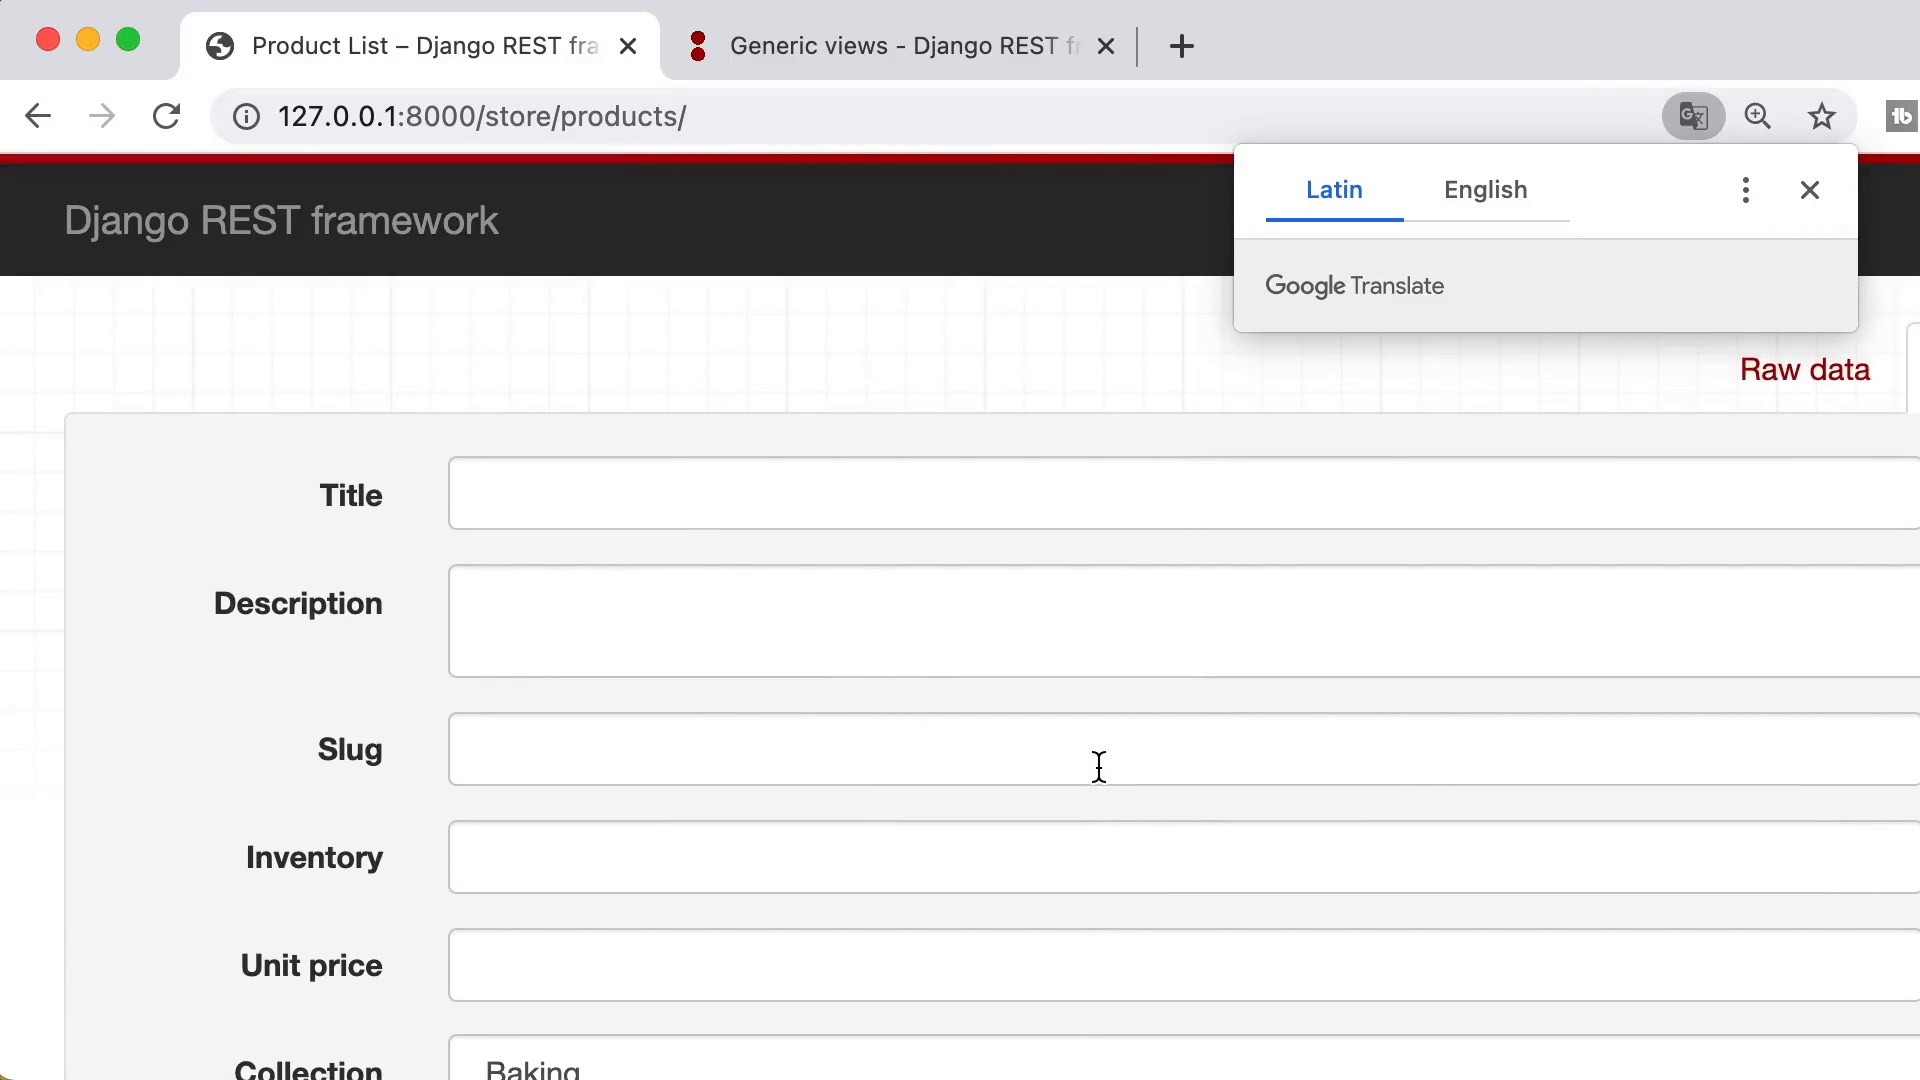 Product List – Django REST fra
Generic views - Django REST f
127.0.0.1:8000/store/products/
Latin
English
Google Translate
Django REST framework
Raw data
Title
Description
Slug
Inventory
Unit price
Collection
Baking